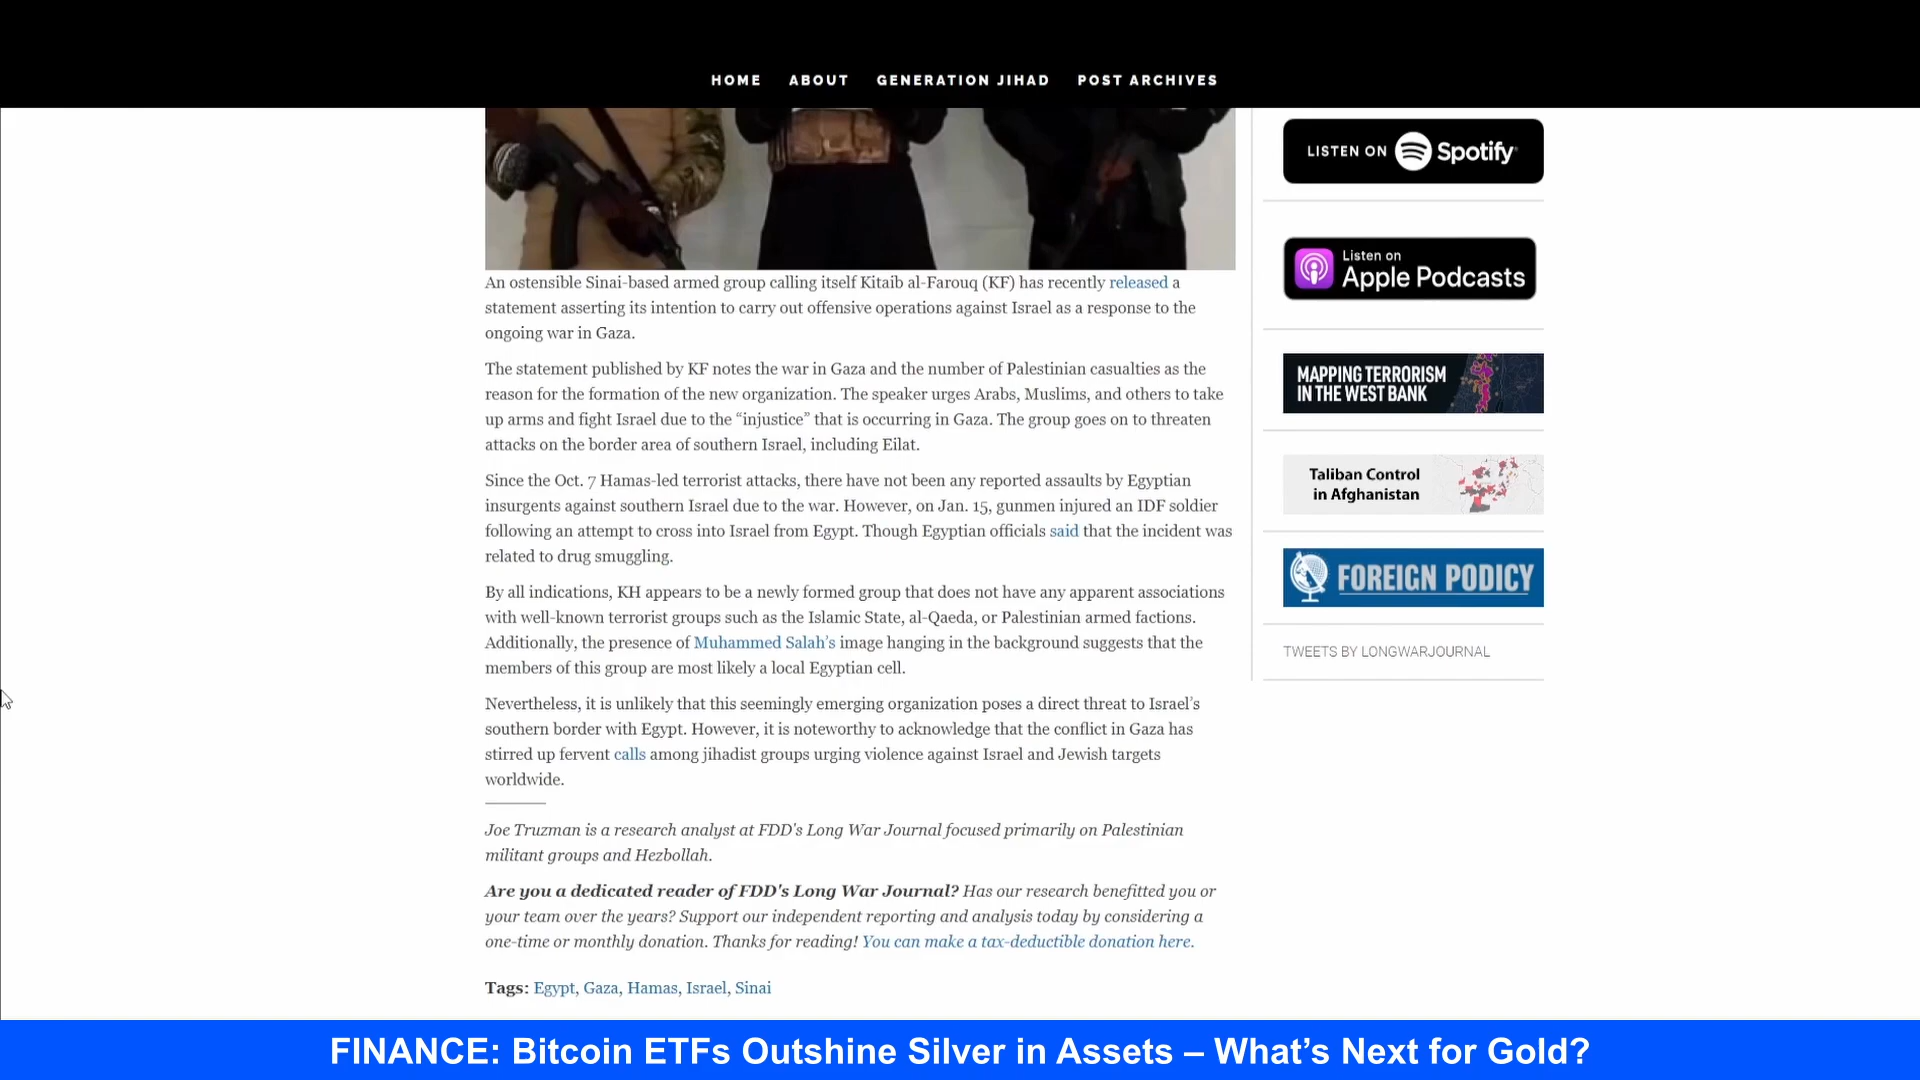 HOME ABOUT GENERATION JIHAD POST ARCHIVES
An ostensible Sinai-based armed group calling itself Kitaib al-Farouq (KF) has recently released a
statement asserting its intention to carry out offensive operations against Israel as a response to the
ongoing war in Gaza.
The statement published by KF notes the war in Gaza and the number of Palestinian casualties as the
reason for the formation of the new organization. The speaker urges Arabs, Muslims, and others to take
up arms and fight Israel due to the “injustice” that is occurring in Gaza. The group goes on to threaten
attacks on the border area of southern Israel, including Eilat.
Since the Oct. 7 Hamas-led terrorist attacks, there have not been any reported assaults by Egyptian
insurgents against southern Israel due to the war. However, on Jan. 15, gunmen injured an IDF soldier
following an attempt to cross into Israel from Egypt. Though Egyptian officials said that the incident was
related to drug smuggling.
By all indications, KH appears to be a newly formed group that does not have any apparent associations
with well-known terrorist groups such as the Islamic State, al-Qaeda, or Palestinian armed factions.
Additionally, the presence of Muhammed Salah’s image hanging in the background suggests that the
members of this group are most likely a local Egyptian cell.
Nevertheless, it is unlikely that this seemingly emerging organization poses a direct threat to Israel’s
southern border with Egypt. However, it is noteworthy to acknowledge that the conflict in Gaza has
stirred up fervent calls among jihadist groups urging violence against Israel and Jewish targets
worldwide.
Joe Truzman is a research analyst at FDD's Long War Journal focused primarily on Palestinian
militant groups and Hezbollah.
Are you a dedicated reader of FDD's Long War Journal? Has our research benefitted you or
your team over the years? Support our independent reporting and analysis today by considering a
one-time or monthly donation. Thanks for reading! You can make a tax-deductible donation here.
Tags: Egypt, Gaza, Hamas, Israel, Sinai
LISTEN ON Spotify
Listen on
Apple Podcasts
MAPPING TERRORISM
IN THE WEST BANK
Taliban Control
in Afghanistan
FOREIGN PODICY
TWEETS BY LONGWARJOURNAL
FINANCE: Bitcoin ETFs Outshine Silver in Assets – What’s Next for Gold?